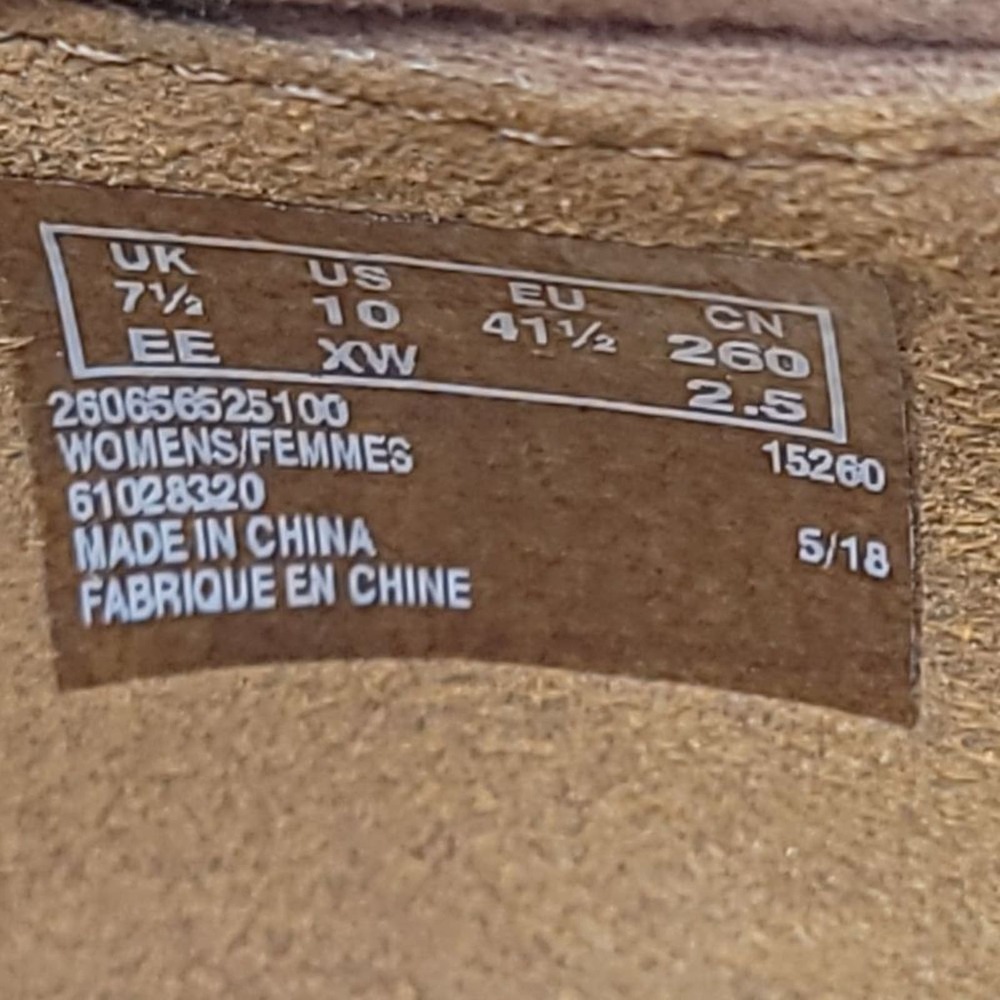 UK US EU CN
7½ 10 41½ 260
EE XW 2.5
260656525100 15260
WOMENS/FEMMES
61028320 5/18
MADE IN CHINA
FABRIQUE EN CHINE